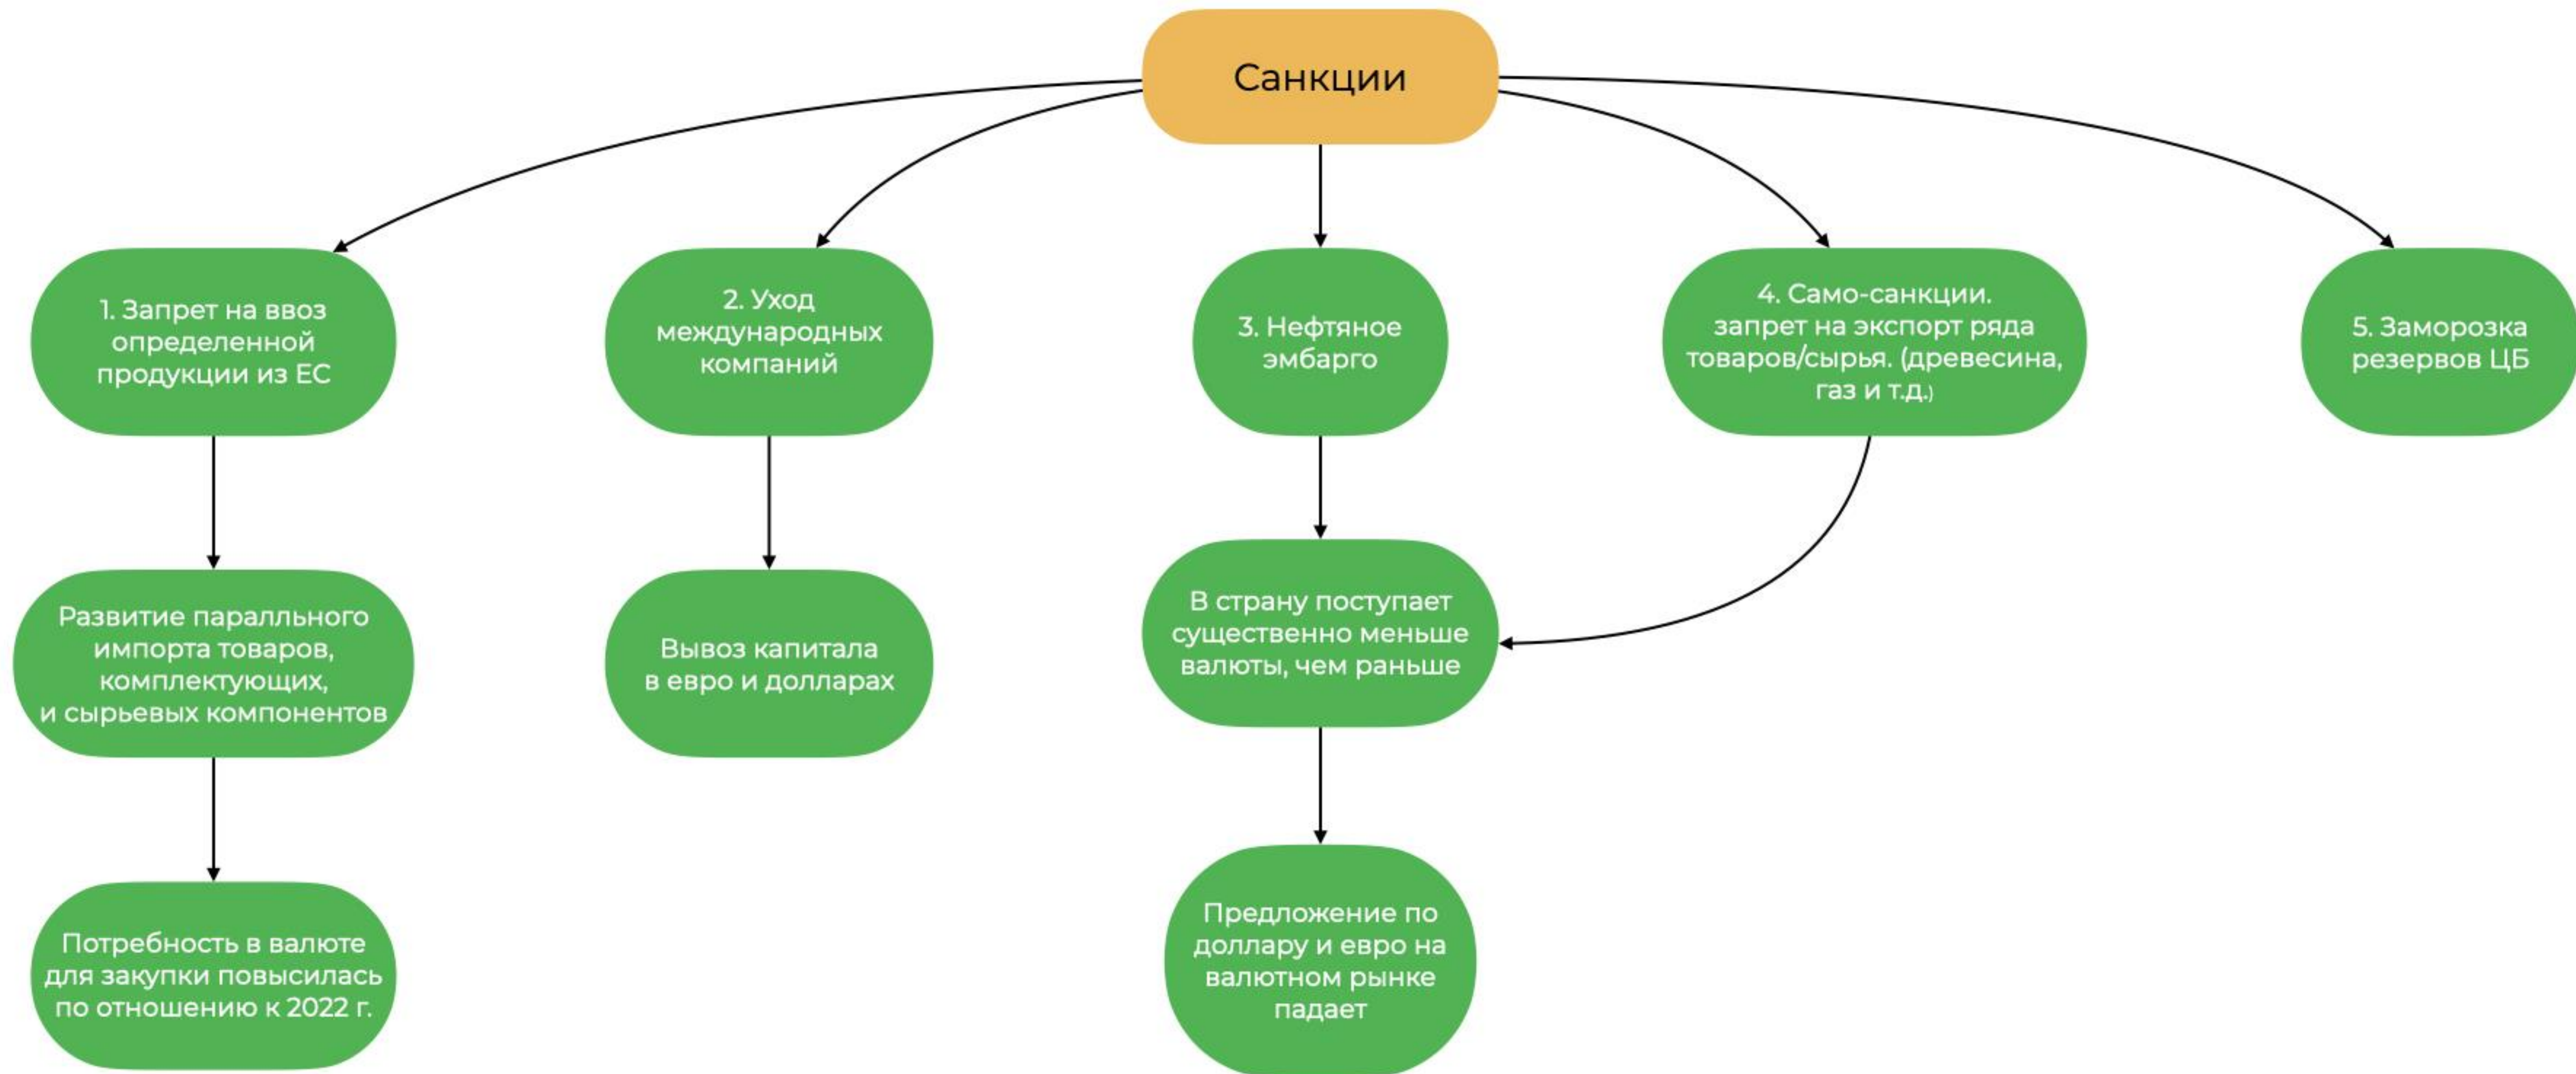 Санкции
1. Запрет на ввоз
определенной
продукции из ЕС
2. Уход
международных
компаний
3. Нефтяное
эмбарго
4. Само-санкции.
запрет на экспорт ряда
товаров/сырья. (древесина,
газ и т.д.)
5. Заморозка
резервов ЦБ
Развитие паралльного
импорта товаров,
комплектующих,
и сырьевых компонентов
Вывоз капитала
в евро и долларах
В страну поступает
существенно меньше
валюты, чем раньше
Потребность в валюте
для закупки повысилась
по отношению к 2022 г.
Предложение по
доллару и евро на
валютном рынке
падает